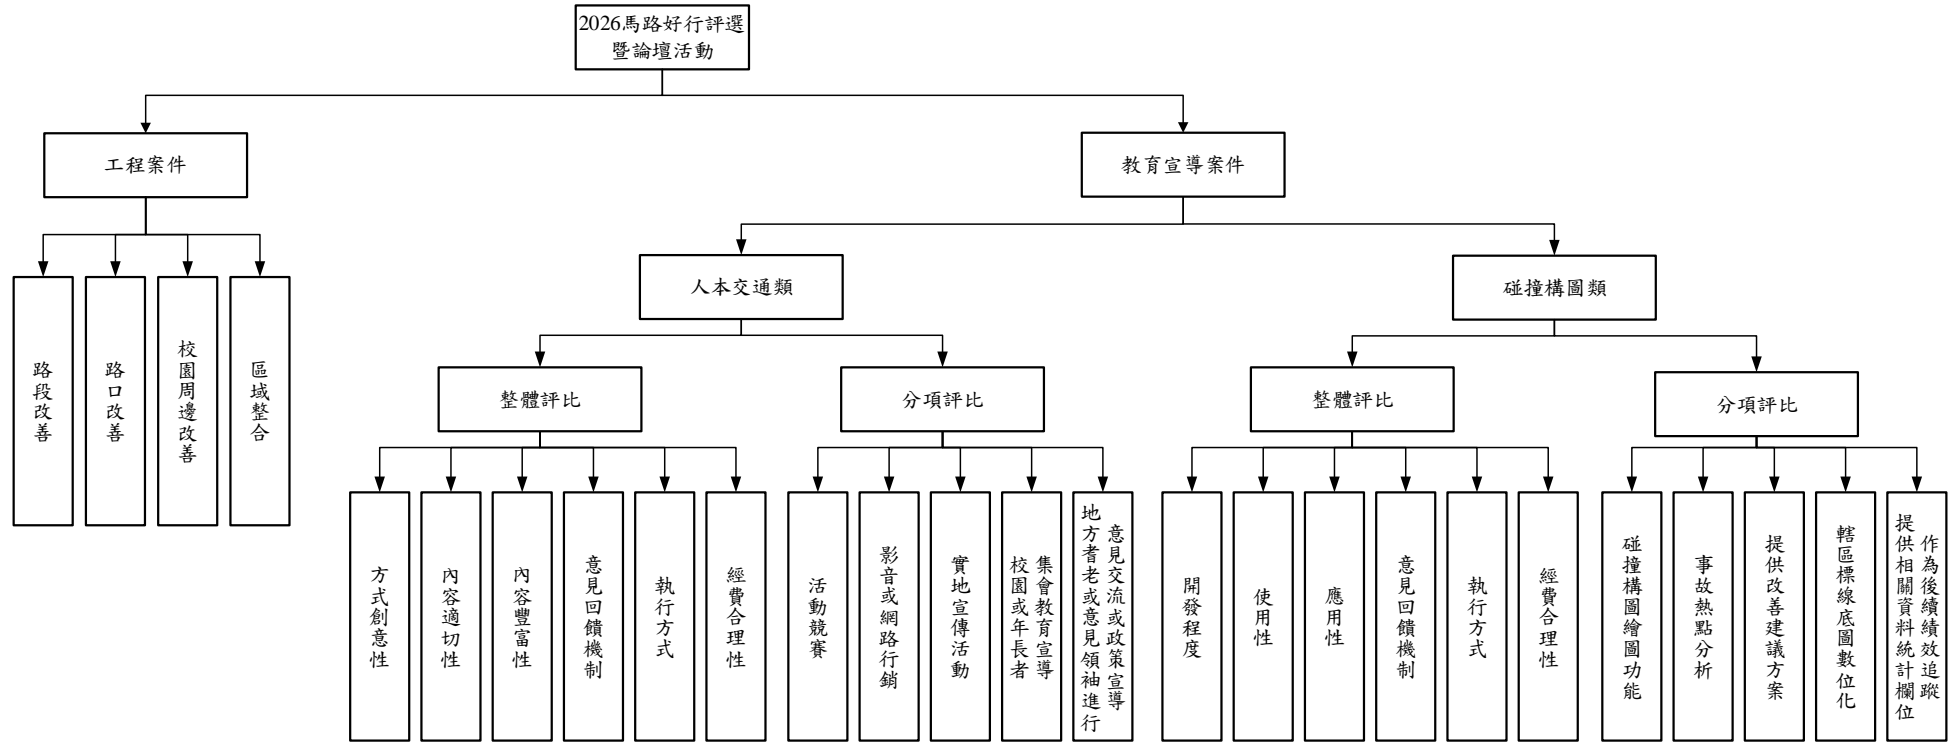 2026馬路好行評選
暨論壇活動
工程案件
教育宣導案件
路段改善
路口改善
校園周邊改善
區域整合
人本交通類
碰撞構圖類
整體評比
分項評比
整體評比
分項評比
方式創意性
內容適切性
內容豐富性
意見回饋機制
執行方式
經費合理性
活動競賽
影音或網路行銷
實地宣傳活動
校園或年長者
集會教育宣導
地方耆老或意見領袖進行
意見交流或政策宣導
開發程度
使用性
應用性
意見回饋機制
執行方式
經費合理性
碰撞構圖繪圖功能
事故熱點分析
提供改善建議方案
轄區標線底圖數位化
提供相關資料統計欄位
作為後續績效追蹤